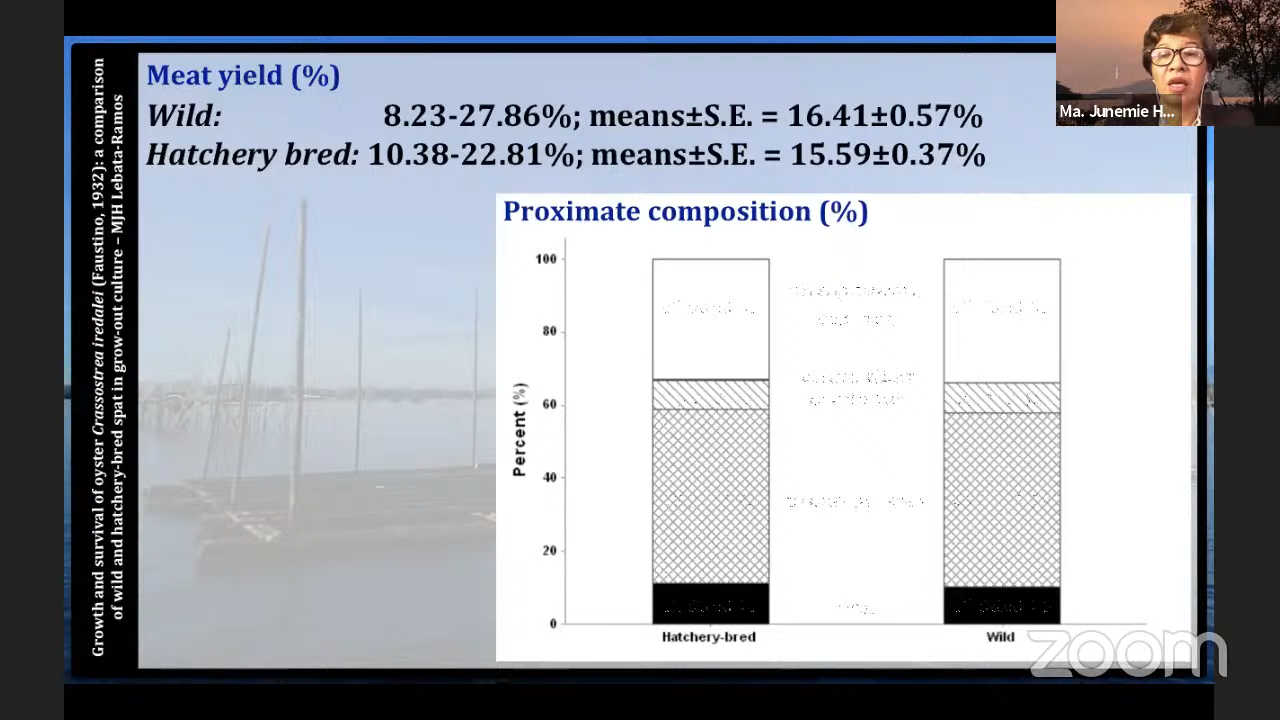 Growth and survival of oyster Crassostrea iredalei (Faustino, 1932): a comparison
of wild and hatchery-bred spat in grow-out culture – MJH Lebata-Ramos
Meat yield (%)
Wild: 8.23-27.86%; means±S.E. = 16.41±0.57%
Hatchery bred: 10.38-22.81%; means±S.E. = 15.59±0.37%
Ma. Junemie H...
Proximate composition (%)
100
80
60
40
20
0
Percent (%)
Hatchery-bred
Wild
zoom